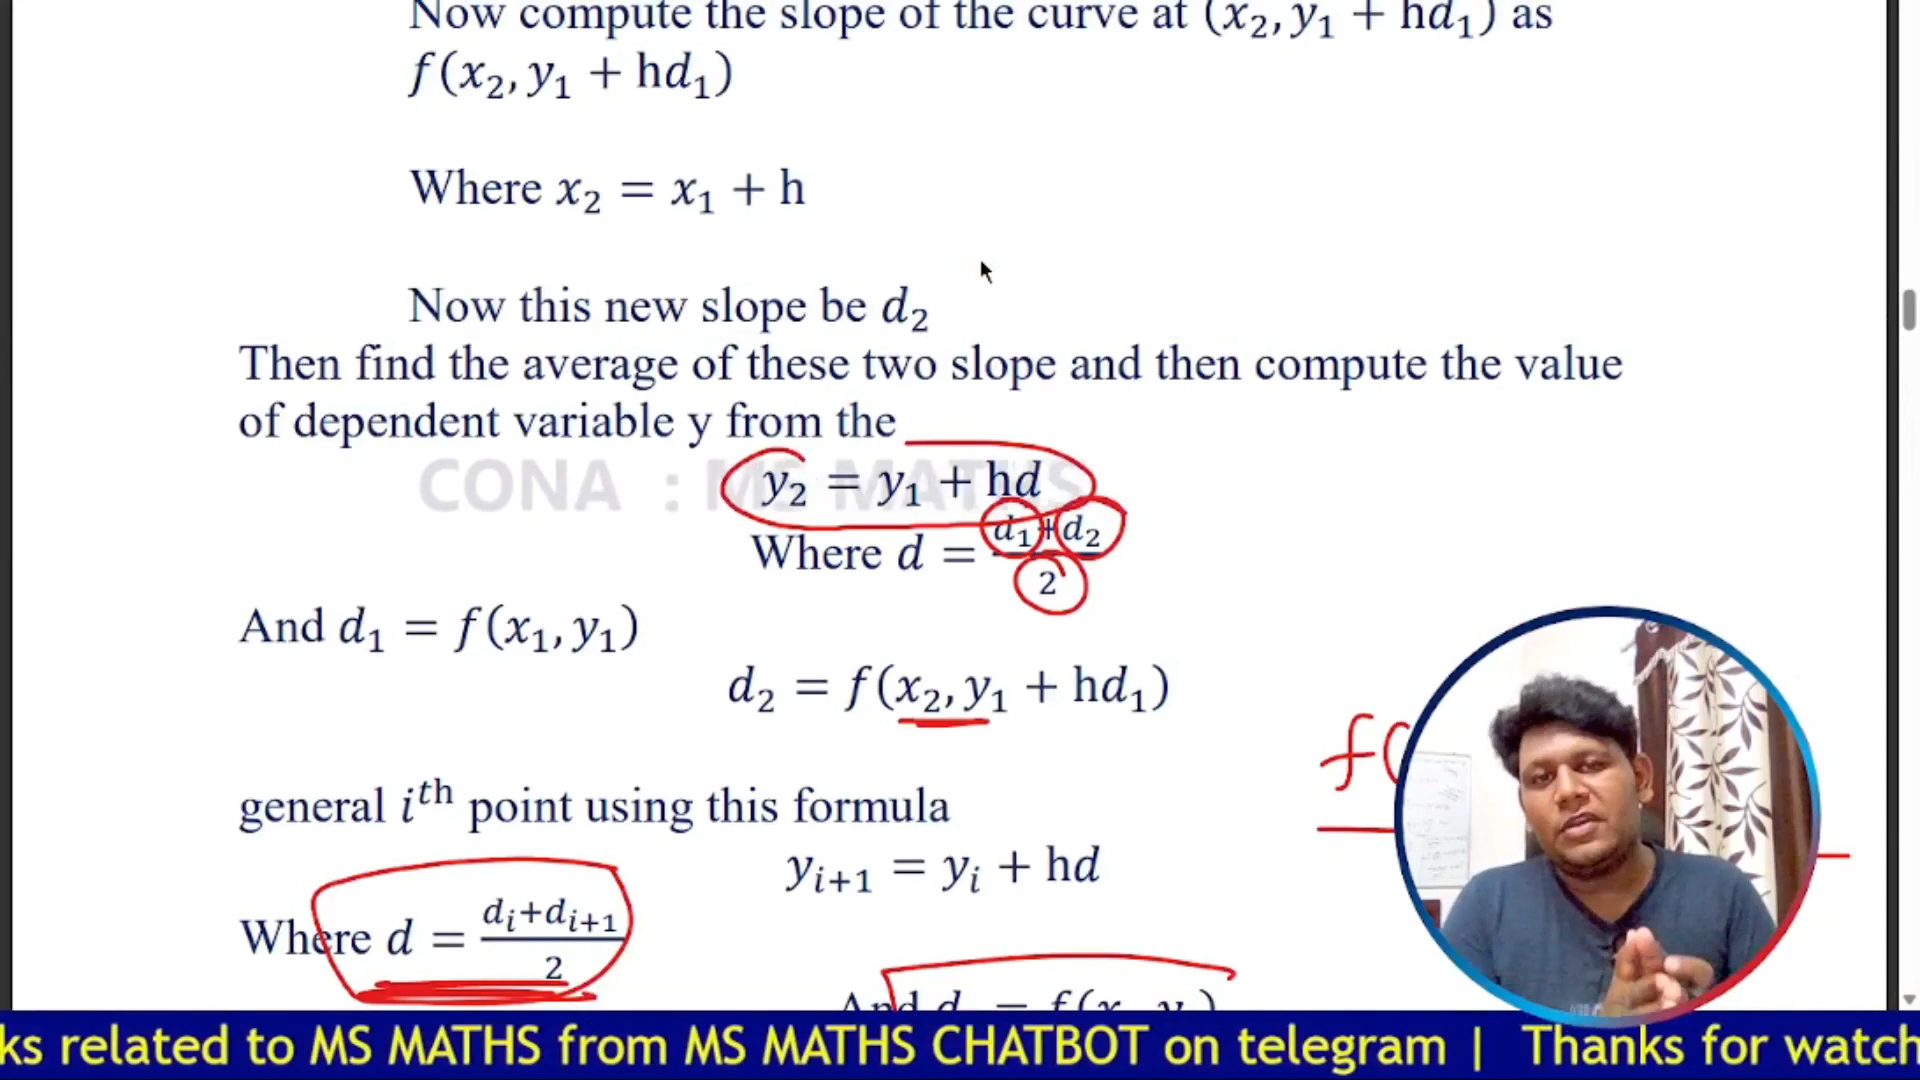 Now compute the slope of the curve at (x₂, y₁ + hd₁) as
f(x₂, y₁ + hd₁)
Where x₂ = x₁ + h
Now this new slope be d₂
Then find the average of these two slope and then compute the value
of dependent variable y from the
CONA : MS MATHS
y₂ = y₁ + hd
Where d = (d₁+d₂)/2
And d₁ = f(x₁, y₁)
d₂ = f(x₂, y₁ + hd₁)
f(
general iᵗʰ point using this formula
yᵢ₊₁ = yᵢ + hd
Where d = (dᵢ+dᵢ₊₁)/2
And d = f(x, y)
ks related to MS MATHS from MS MATHS CHATBOT on telegram | Thanks for watch